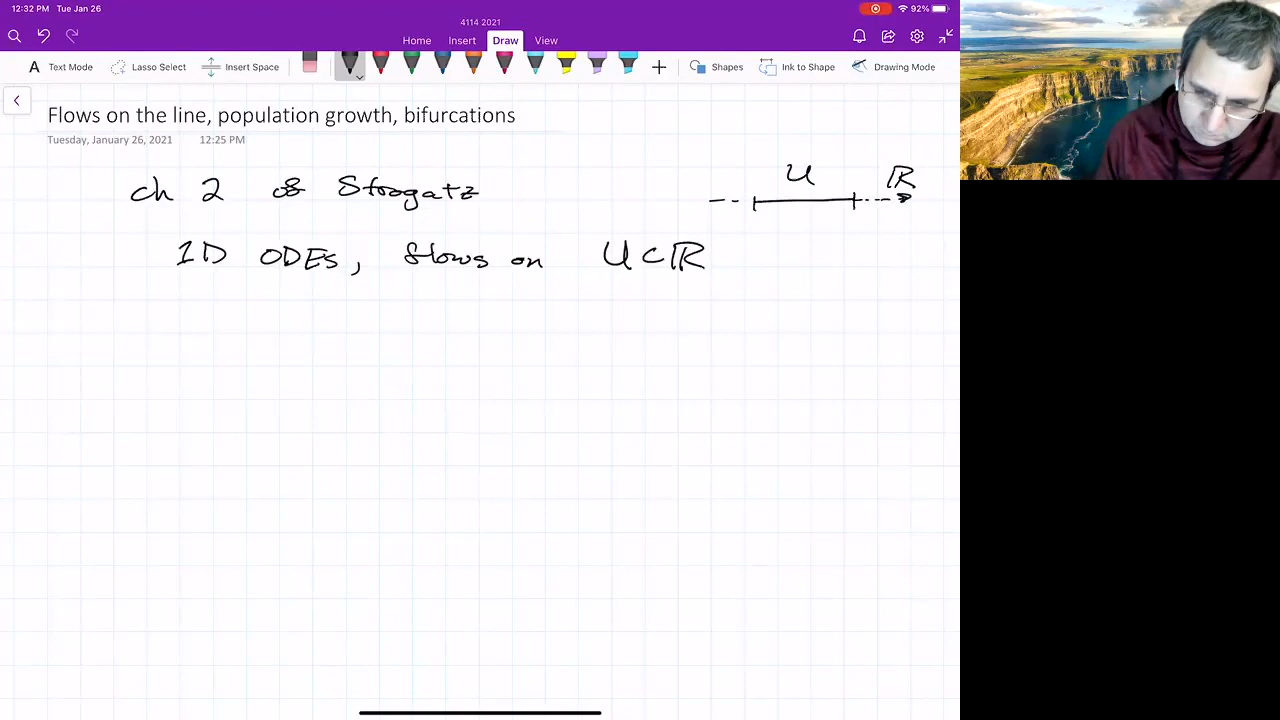 12:32 PM Tue Jan 26
92%
4114 2021
Home Insert Draw View
A Text Mode Lasso Select Insert Space Shapes Ink to Shape Drawing Mode
Flows on the line, population growth, bifurcations
Tuesday, January 26, 2021 12:25 PM
U ℝ
ch 2 of Strogatz
1D ODEs, flows on U⊂ℝ